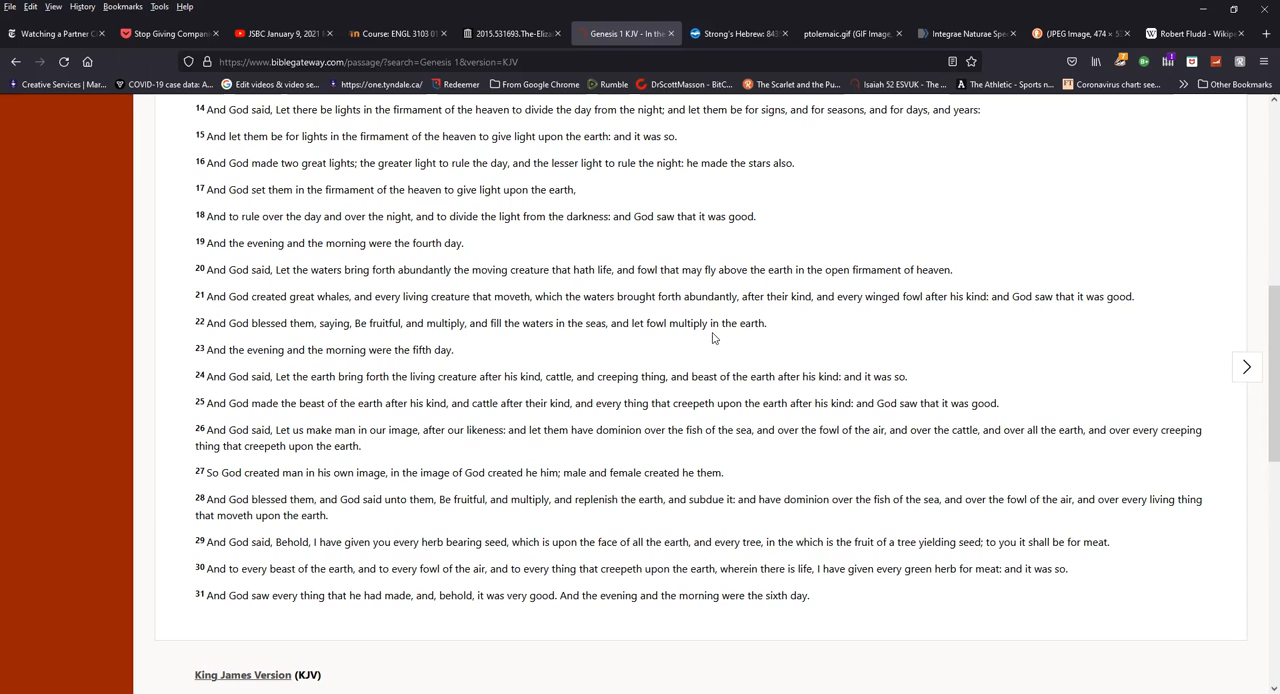 File Edit View History Bookmarks Tools Help
Watching a Partner C
Stop Giving Compan
JSBC January 9, 2021
Course: ENGL 3103 01
2015.531693.The-Eliza
Genesis 1 KJV - In the
Strong's Hebrew: 843
ptolemaic.gif (GIF Image,
Integrae Naturae Spe
(JPEG Image, 474 × 53
Robert Fludd - Wikipe
https://www.biblegateway.com/passage/?search=Genesis 1&version=KJV
Creative Services | Mar...
COVID-19 case data: A...
Edit videos & video se...
https://one.tyndale.ca/
Redeemer
From Google Chrome
Rumble
DrScottMasson - BitC...
The Scarlet and the Pu...
Isaiah 52 ESVUK - The ...
The Athletic - Sports n...
Coronavirus chart: see...
Other Bookmarks
14 And God said, Let there be lights in the firmament of the heaven to divide the day from the night; and let them be for signs, and for seasons, and for days, and years:
15 And let them be for lights in the firmament of the heaven to give light upon the earth: and it was so.
16 And God made two great lights; the greater light to rule the day, and the lesser light to rule the night: he made the stars also.
17 And God set them in the firmament of the heaven to give light upon the earth,
18 And to rule over the day and over the night, and to divide the light from the darkness: and God saw that it was good.
19 And the evening and the morning were the fourth day.
20 And God said, Let the waters bring forth abundantly the moving creature that hath life, and fowl that may fly above the earth in the open firmament of heaven.
21 And God created great whales, and every living creature that moveth, which the waters brought forth abundantly, after their kind, and every winged fowl after his kind: and God saw that it was good.
22 And God blessed them, saying, Be fruitful, and multiply, and fill the waters in the seas, and let fowl multiply in the earth.
23 And the evening and the morning were the fifth day.
24 And God said, Let the earth bring forth the living creature after his kind, cattle, and creeping thing, and beast of the earth after his kind: and it was so.
25 And God made the beast of the earth after his kind, and cattle after their kind, and every thing that creepeth upon the earth after his kind: and God saw that it was good.
26 And God said, Let us make man in our image, after our likeness: and let them have dominion over the fish of the sea, and over the fowl of the air, and over the cattle, and over all the earth, and over every creeping
thing that creepeth upon the earth.
27 So God created man in his own image, in the image of God created he him; male and female created he them.
28 And God blessed them, and God said unto them, Be fruitful, and multiply, and replenish the earth, and subdue it: and have dominion over the fish of the sea, and over the fowl of the air, and over every living thing
that moveth upon the earth.
29 And God said, Behold, I have given you every herb bearing seed, which is upon the face of all the earth, and every tree, in the which is the fruit of a tree yielding seed; to you it shall be for meat.
30 And to every beast of the earth, and to every fowl of the air, and to every thing that creepeth upon the earth, wherein there is life, I have given every green herb for meat: and it was so.
31 And God saw every thing that he had made, and, behold, it was very good. And the evening and the morning were the sixth day.
King James Version (KJV)